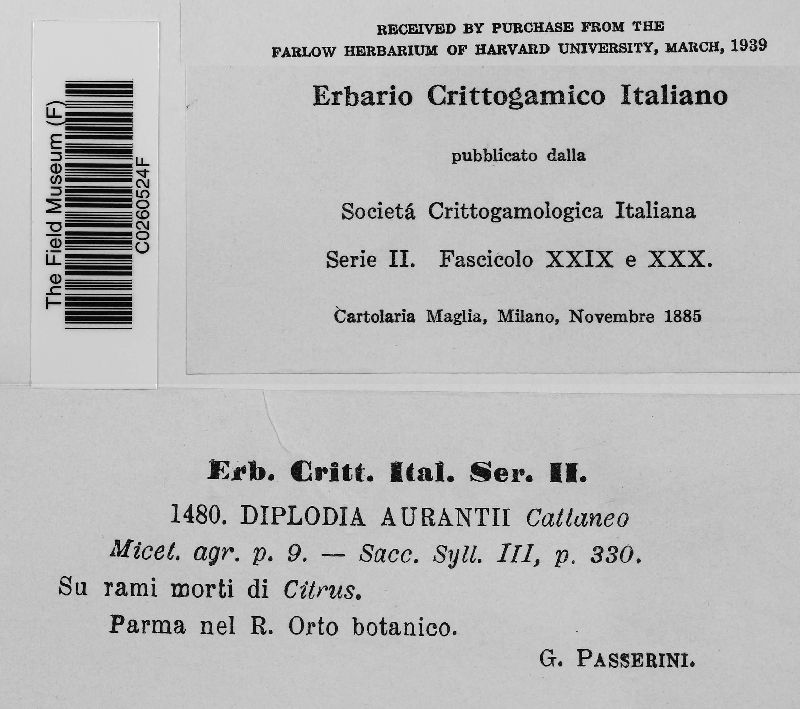 RECEIVED BY PURCHASE FROM THE
FARLOW HERBARIUM OF HARVARD UNIVERSITY, MARCH, 1939
The Field Museum (F)
C0260524F
Erbario Crittogamico Italiano
pubblicato dalla
Societá Crittogamologica Italiana
Serie II. Fascicolo XXIX e XXX.
Cartolaria Maglia, Milano, Novembre 1885
Erb. Critt. Ital. Ser. II.
1480. DIPLODIA AURANTII Cattaneo
Micet. agr. p. 9. — Sacc. Syll. III, p. 330.
Su rami morti di Citrus.
Parma nel R. Orto botanico.
G. PASSERINI.